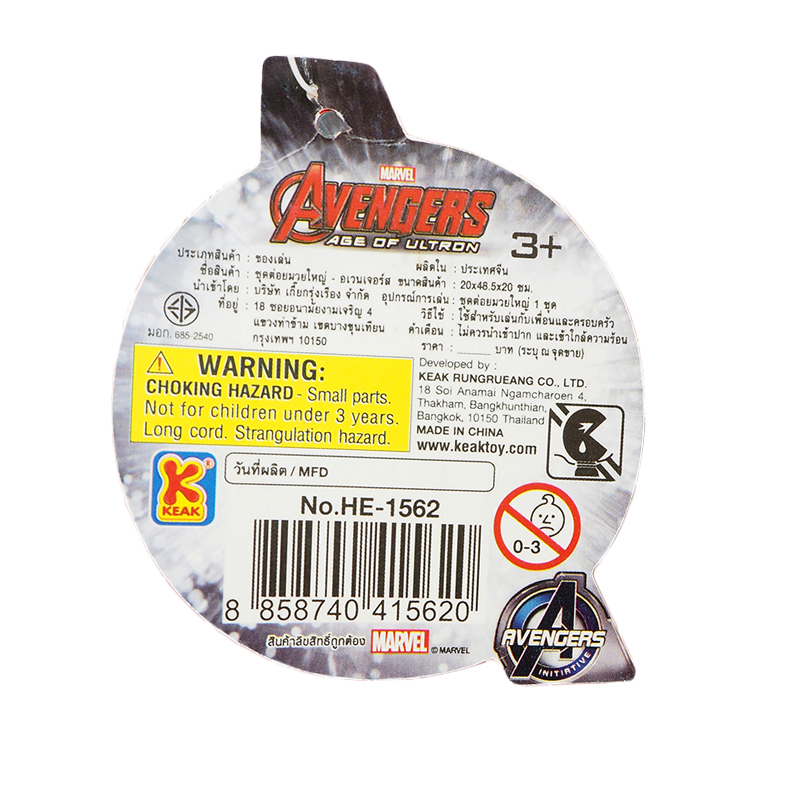 MARVEL
AVENGERS
AGE OF ULTRON
3+
ประเภทสินค้า : ของเล่น
ชื่อสินค้า : ชุดต่อยมวยใหญ่ - อเวนเจอร์ส
นำเข้าโดย : บริษัท เกี๊ยกรุ่งเรือง จำกัด
ที่อยู่ : 18 ซอยอนามัยงามเจริญ 4
แขวงท่าข้าม เขตบางขุนเทียน
กรุงเทพฯ 10150
มอก. 685-2540
ผลิตใน : ประเทศจีน
ขนาดสินค้า : 20x48.5x20 ซม.
อุปกรณ์การเล่น : ชุดต่อยมวยใหญ่ 1 ชุด
วิธีใช้ : ใช้สำหรับเล่นกับเพื่อนและครอบครัว
คำเตือน : ไม่ควรนำเข้าปาก และเข้าใกล้ความร้อน
ราคา : ______ บาท (ระบุ ณ จุดขาย)
WARNING:
CHOKING HAZARD - Small parts.
Not for children under 3 years.
Long cord. Strangulation hazard.
Developed by :
KEAK RUNGRUEANG CO., LTD.
18 Soi Anamai Ngamcharoen 4,
Thakham, Bangkhunthian,
Bangkok, 10150 Thailand
MADE IN CHINA
www.keaktoy.com
K®
KEAK
วันที่ผลิต / MFD
No.HE-1562
0-3
8 858740 415620
สินค้าลิขสิทธิ์ถูกต้อง MARVEL © MARVEL
AVENGERS
INITIATIVE